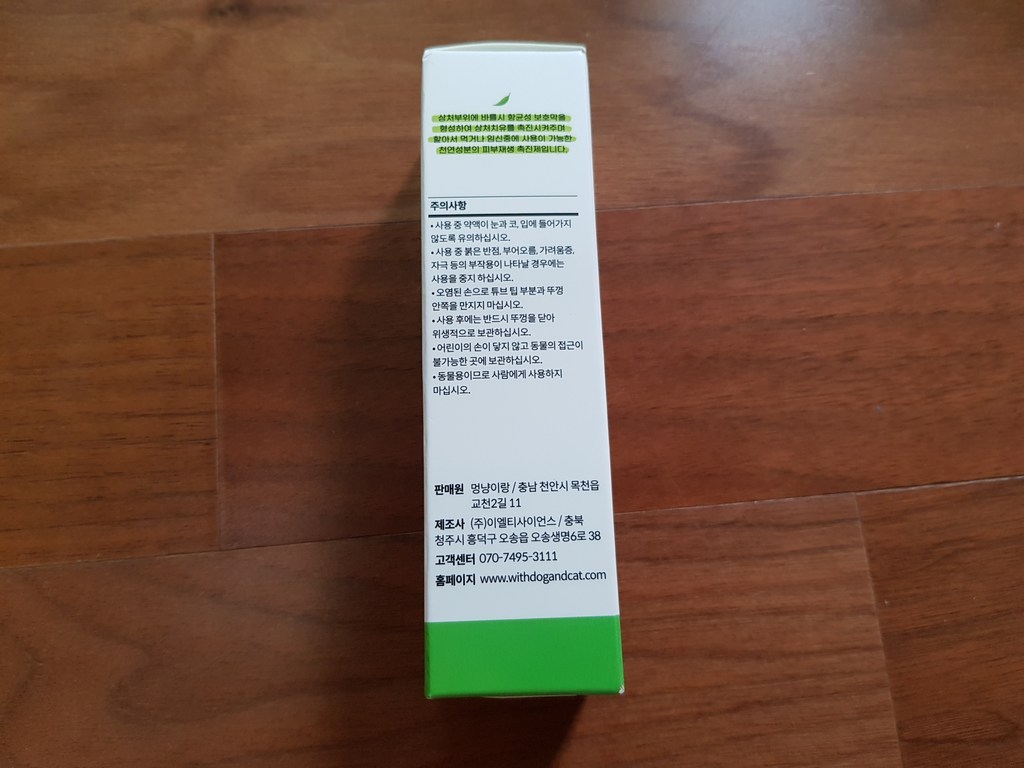 상처부위에 바를시 항균성 보호막을
형성하여 상처치유를 촉진시켜주며
핥아서 먹거나 임신중에 사용이 가능한
천연성분의 피부재생 촉진제입니다.
주의사항
• 사용 중 약액이 눈과 코, 입에 들어가지
않도록 유의하십시오.
• 사용 중 붉은 반점, 부어오름, 가려움증,
자극 등의 부작용이 나타날 경우에는
사용을 중지 하십시오.
• 오염된 손으로 튜브 팁 부분과 뚜껑
안쪽을 만지지 마십시오.
• 사용 후에는 반드시 뚜껑을 닫아
위생적으로 보관하십시오.
• 어린이의 손이 닿지 않고 동물의 접근이
불가능한 곳에 보관하십시오.
• 동물용이므로 사람에게 사용하지
마십시오.
판매원 멍냥이랑 / 충남 천안시 목천읍
교천2길 11
제조사 (주)이엘티사이언스 / 충북
청주시 흥덕구 오송읍 오송생명6로 38
고객센터 070-7495-3111
홈페이지 www.withdogandcat.com